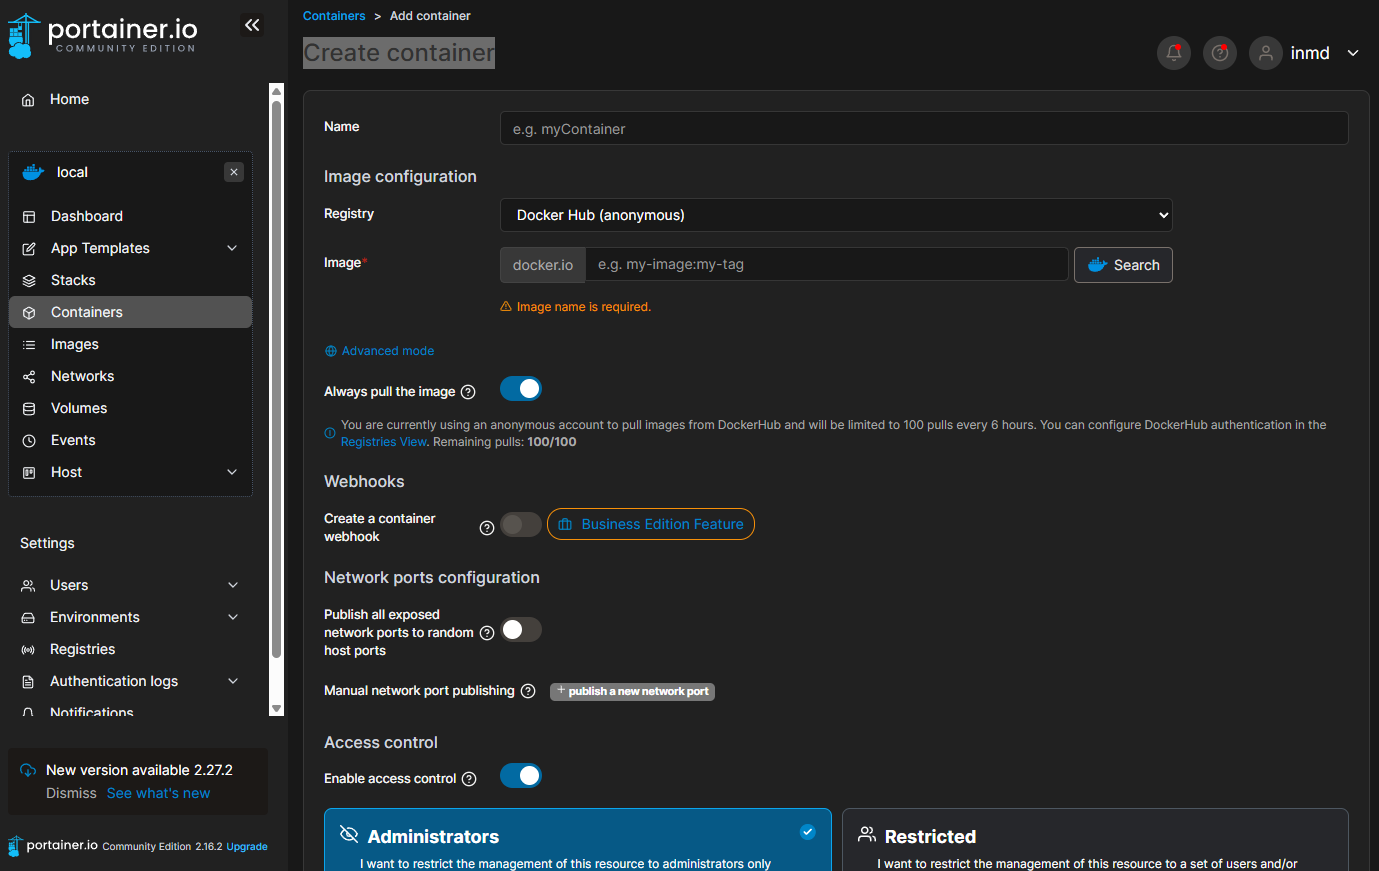 portainer.io
COMMUNITY EDITION
Home
local
Dashboard
App Templates
Stacks
Containers
Images
Networks
Volumes
Events
Host
Settings
Users
Environments
Registries
Authentication logs
Notifications
New version available 2.27.2
Dismiss See what's new
portainer.io Community Edition 2.16.2 Upgrade
Containers > Add container
Create container
inmd
Name
e.g. myContainer
Image configuration
Registry
Docker Hub (anonymous)
Image*
docker.io
e.g. my-image:my-tag
Search
Image name is required.
Advanced mode
Always pull the image
You are currently using an anonymous account to pull images from DockerHub and will be limited to 100 pulls every 6 hours. You can configure DockerHub authentication in the
Registries View. Remaining pulls: 100/100
Webhooks
Create a container
webhook
Business Edition Feature
Network ports configuration
Publish all exposed
network ports to random
host ports
Manual network port publishing
+ publish a new network port
Access control
Enable access control
Administrators
I want to restrict the management of this resource to administrators only
Restricted
I want to restrict the management of this resource to a set of users and/or